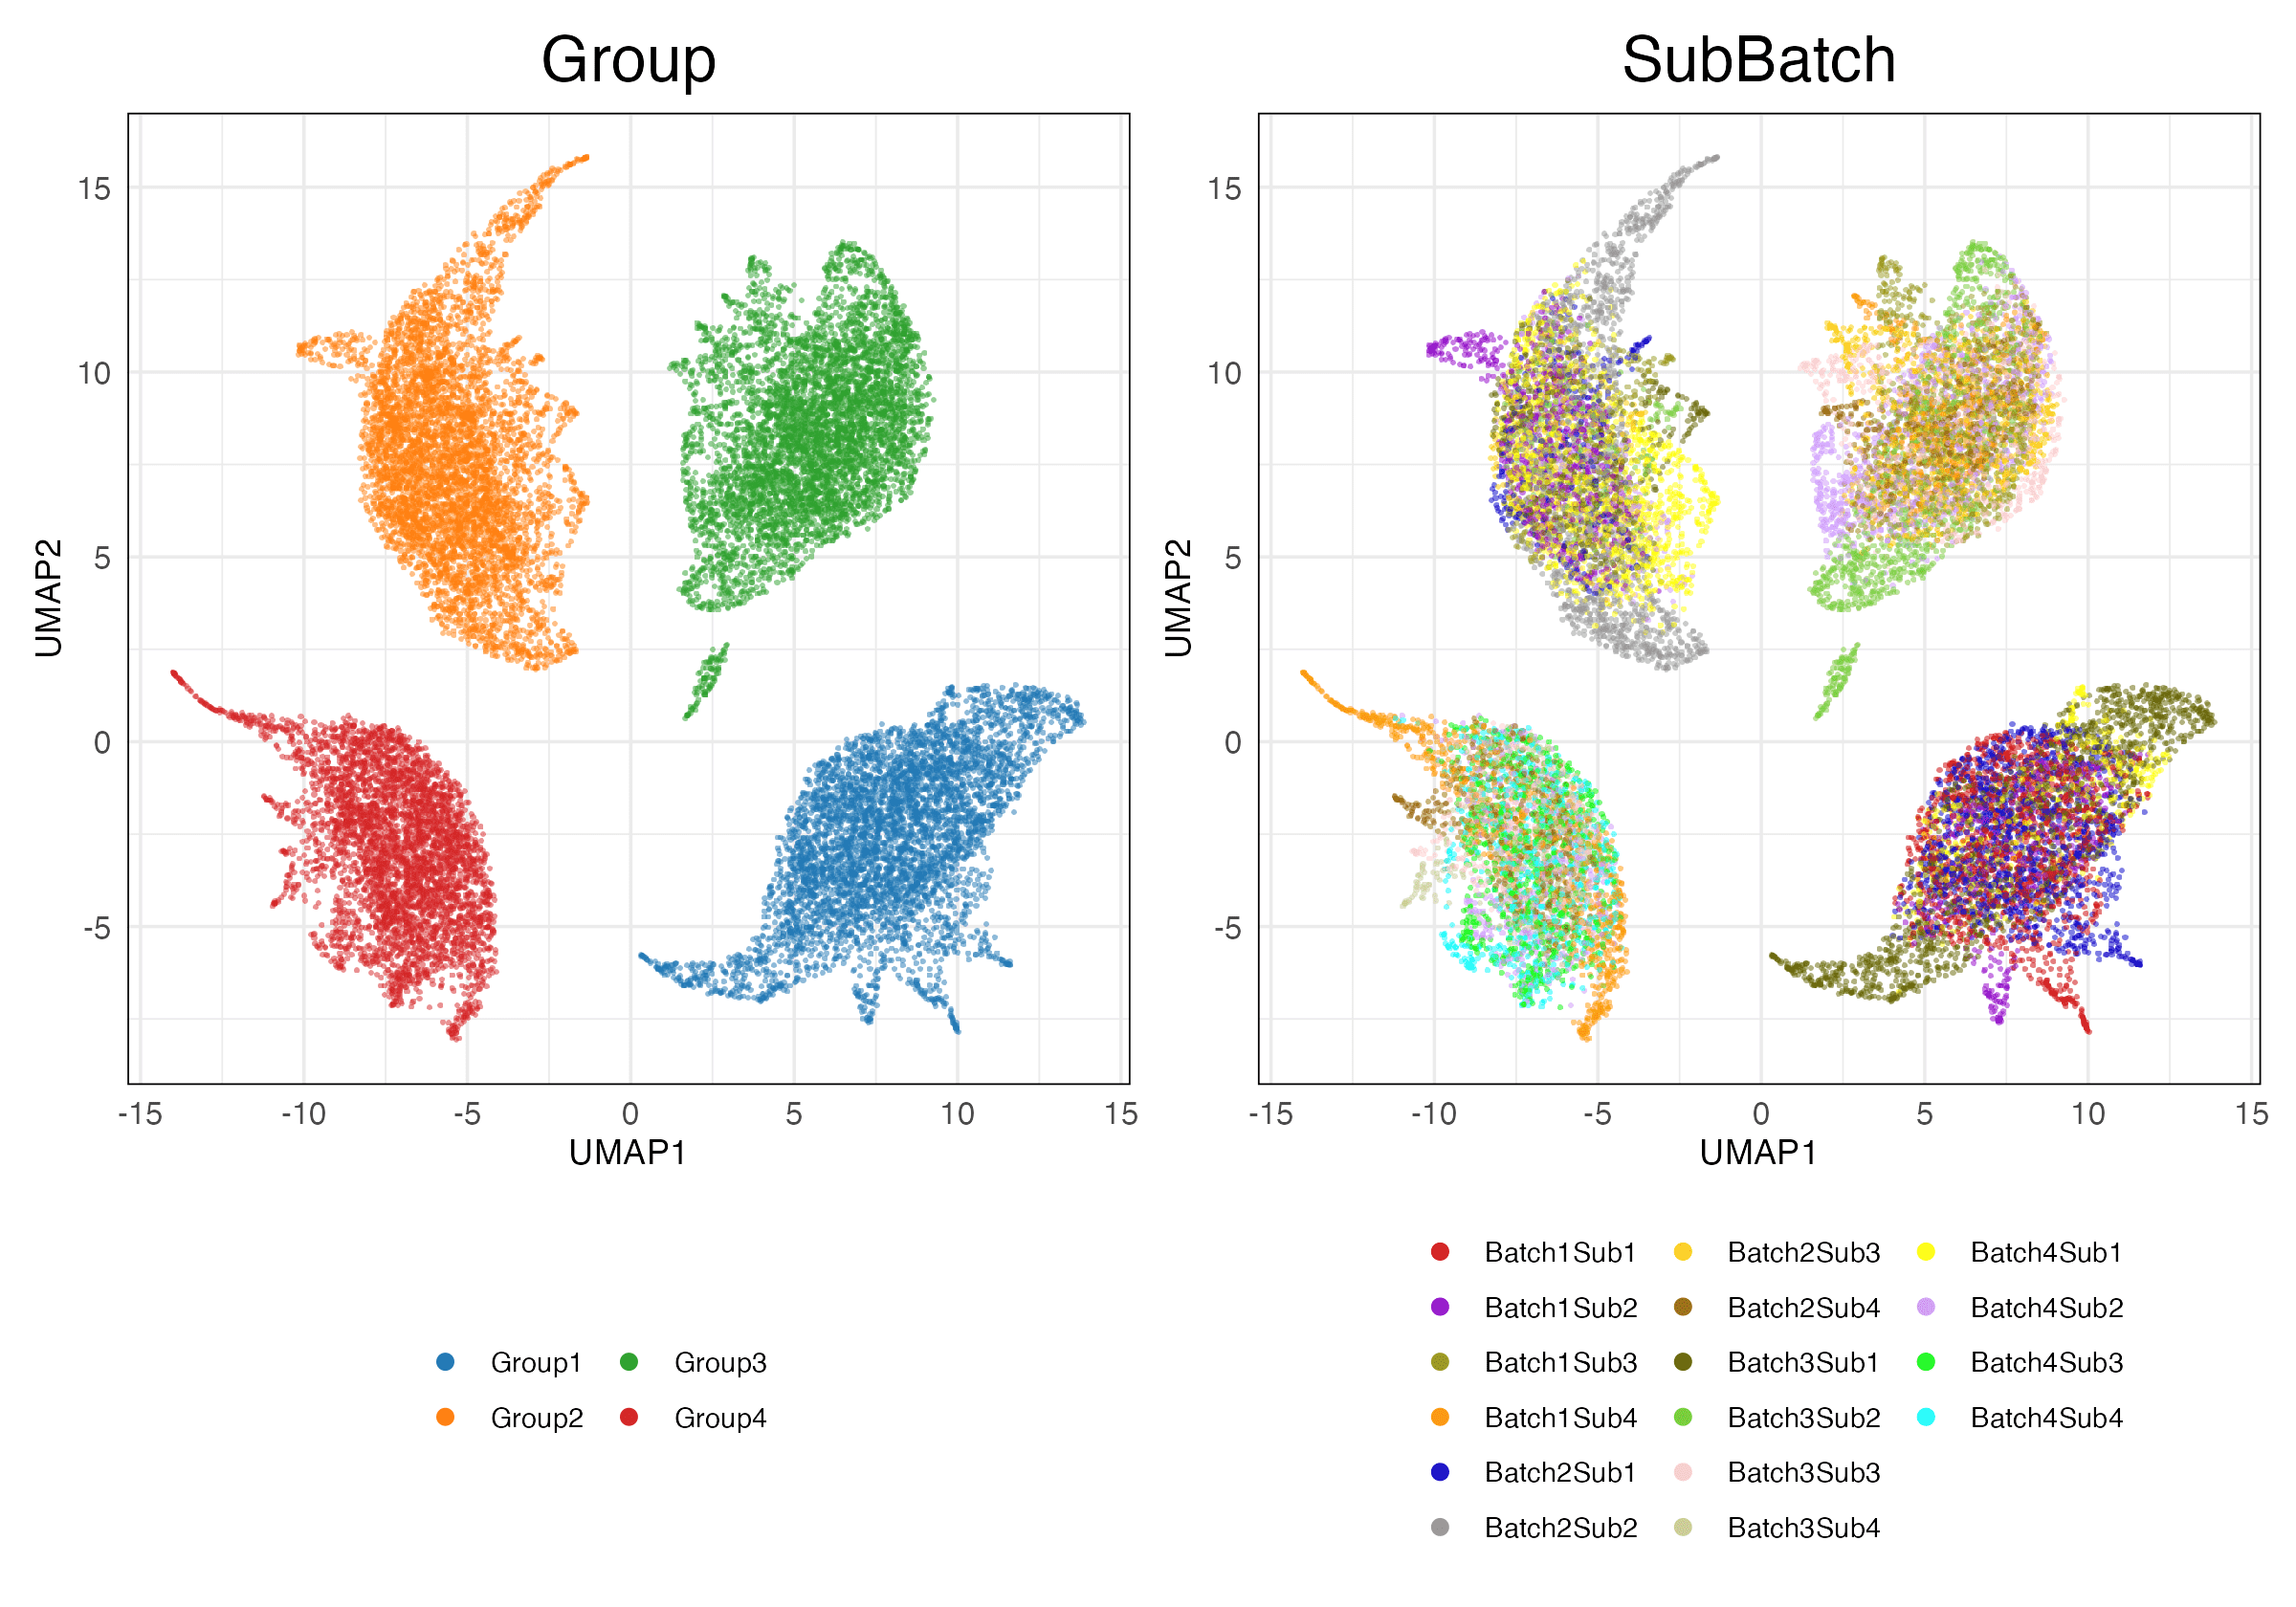 Group
SubBatch
UMAP2
15
10
5
0
-5
-15
-10
-5
0
5
10
15
UMAP1
UMAP2
15
10
5
0
-5
-15
-10
-5
0
5
10
15
UMAP1
Group1
Group3
Group2
Group4
Batch1Sub1
Batch2Sub3
Batch4Sub1
Batch1Sub2
Batch2Sub4
Batch4Sub2
Batch1Sub3
Batch3Sub1
Batch4Sub3
Batch1Sub4
Batch3Sub2
Batch4Sub4
Batch2Sub1
Batch3Sub3
Batch2Sub2
Batch3Sub4